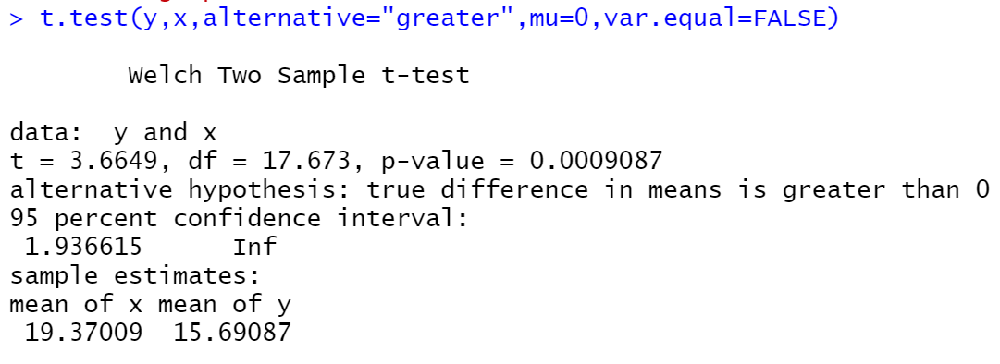 > t.test(y,x,alternative="greater",mu=0,var.equal=FALSE)
Welch Two Sample t-test
data:  y and x
t = 3.6649, df = 17.673, p-value = 0.0009087
alternative hypothesis: true difference in means is greater than 0
95 percent confidence interval:
 1.936615      Inf
sample estimates:
mean of x mean of y
 19.37009  15.69087